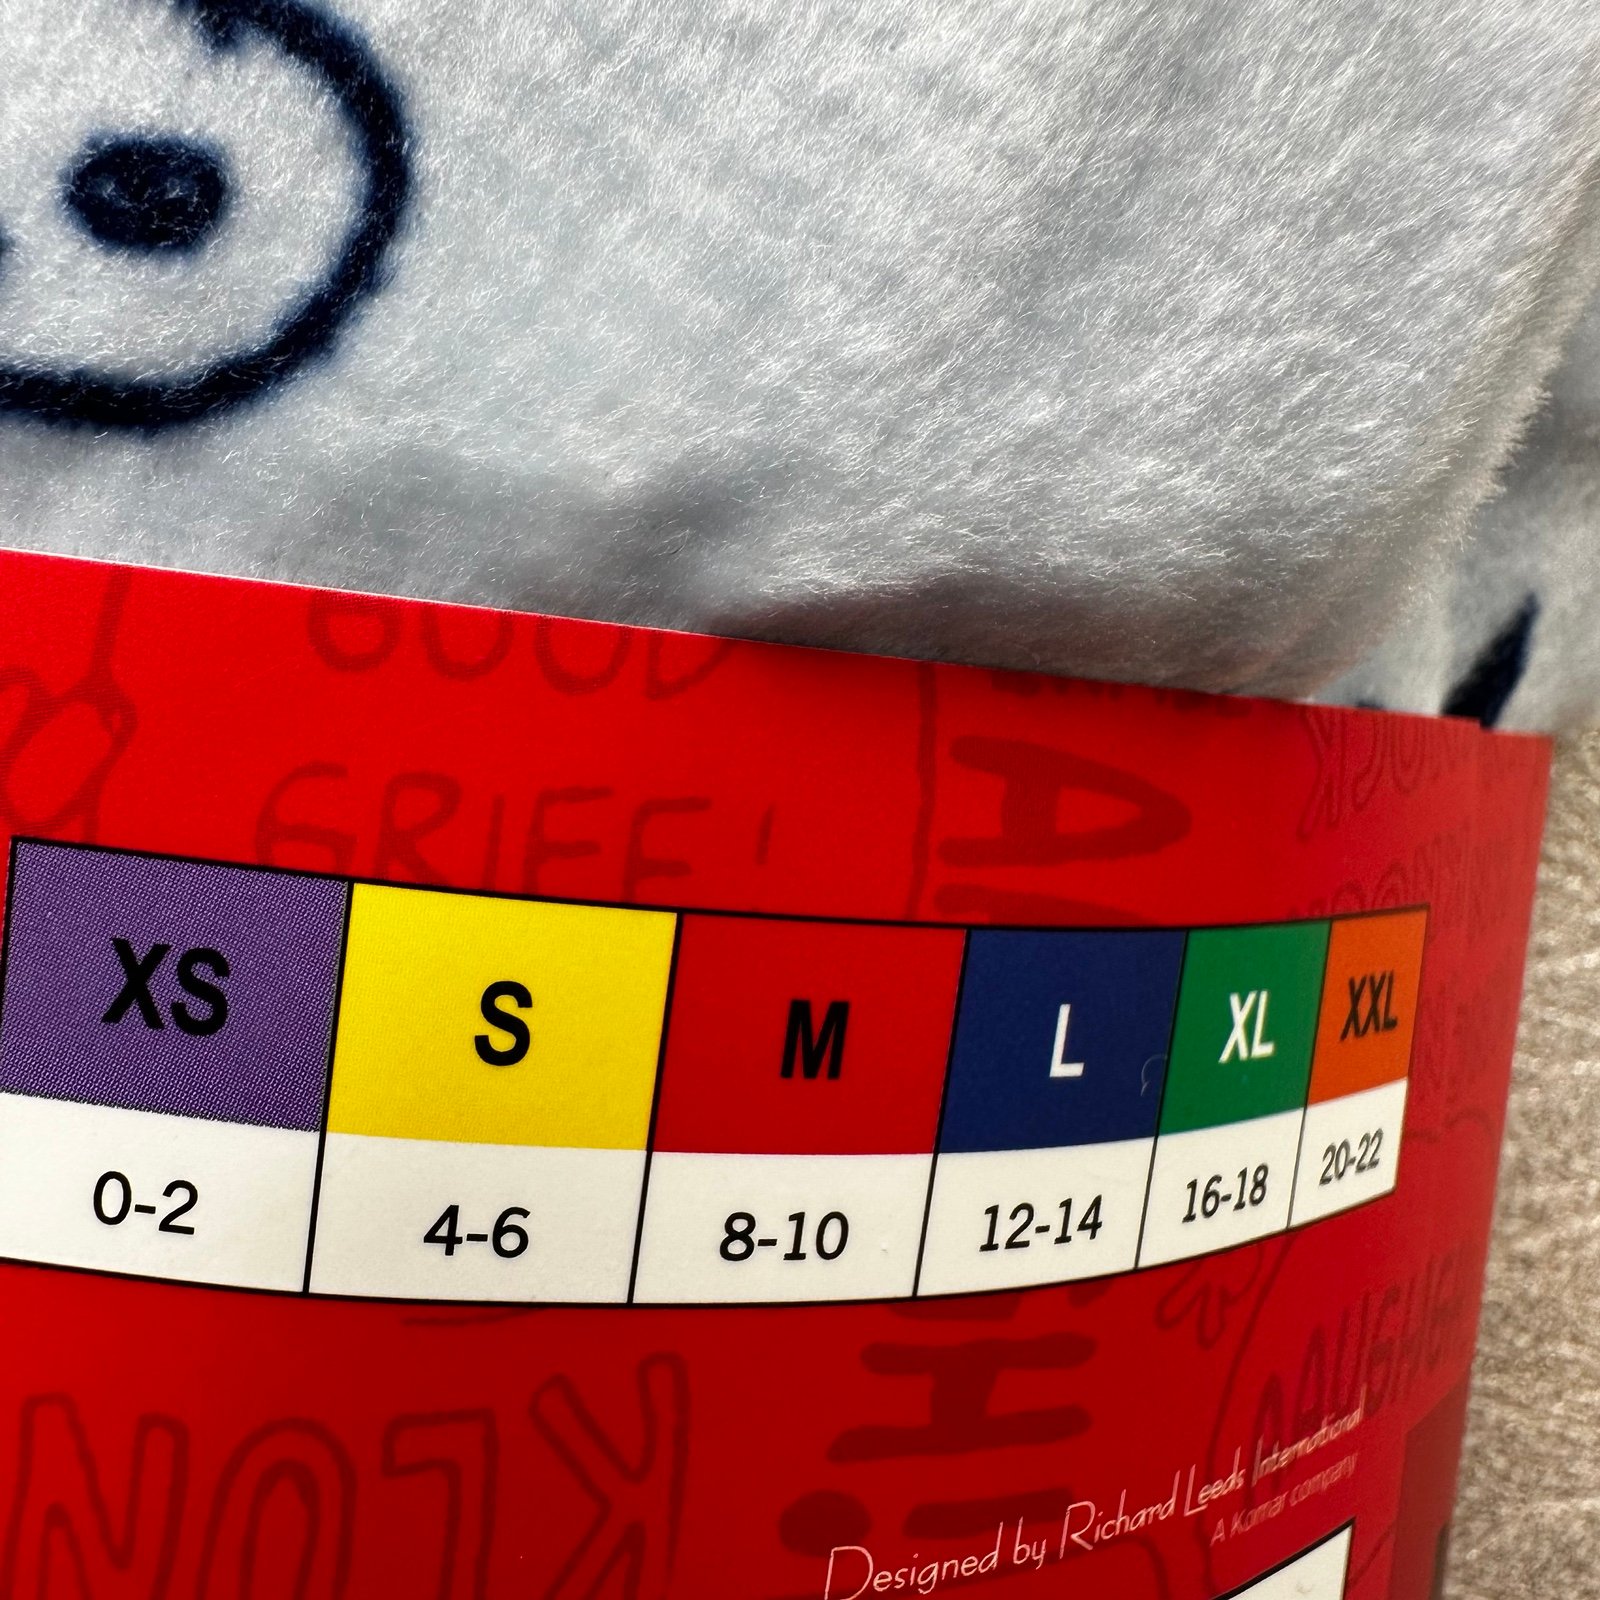 GOOD
GRIEF!
XS S M L XL XXL
0-2 4-6 8-10 12-14 16-18 20-22
KLON
Designed by Richard Leeds International
A Komar company